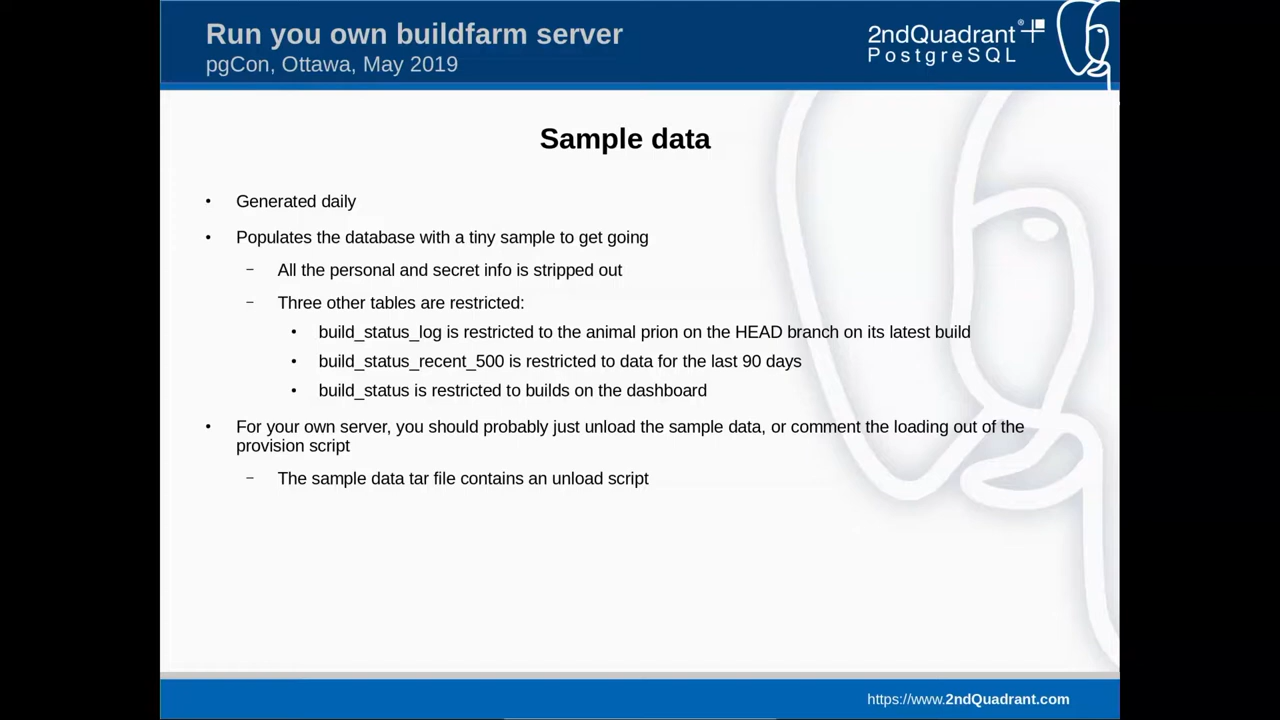 Run you own buildfarm server
pgCon, Ottawa, May 2019
2ndQuadrant®
PostgreSQL
Sample data
• Generated daily
• Populates the database with a tiny sample to get going
– All the personal and secret info is stripped out
– Three other tables are restricted:
• build_status_log is restricted to the animal prion on the HEAD branch on its latest build
• build_status_recent_500 is restricted to data for the last 90 days
• build_status is restricted to builds on the dashboard
• For your own server, you should probably just unload the sample data, or comment the loading out of the
provision script
– The sample data tar file contains an unload script
https://www.2ndQuadrant.com